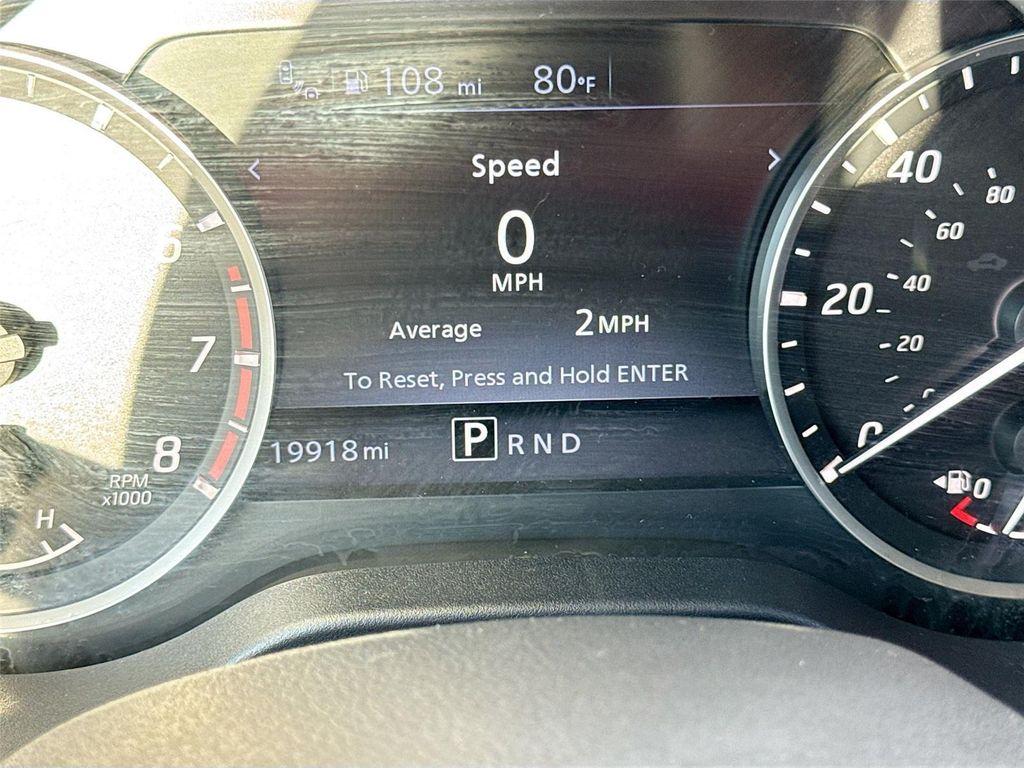 108 mi 80°F
Speed
0
MPH
Average 2 MPH
To Reset, Press and Hold ENTER
19918 mi P R N D
6
7
8
RPM
x1000
H
40
80
60
20
40
20
0